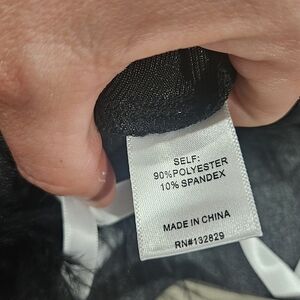 SELF:
90%POLYESTER
10% SPANDEX
MADE IN CHINA
RN#132829